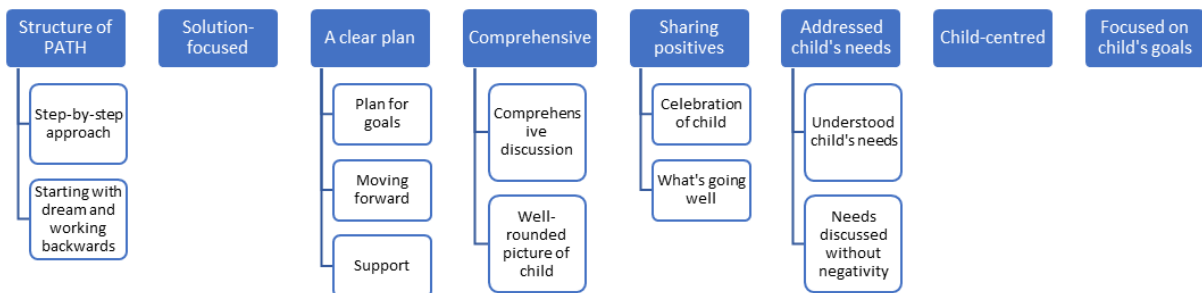 Structure of
PATH
Step-by-step
approach
Starting with
dream and
working
backwards
Solution-
focused
A clear plan
Plan for
goals
Moving
forward
Support
Comprehensive
Comprehens
ive
discussion
Well-
rounded
picture of
child
Sharing
positives
Celebration
of child
What's going
well
Addressed
child's needs
Understood
child's needs
Needs
discussed
without
negativity
Child-centred
Focused on
child's goals